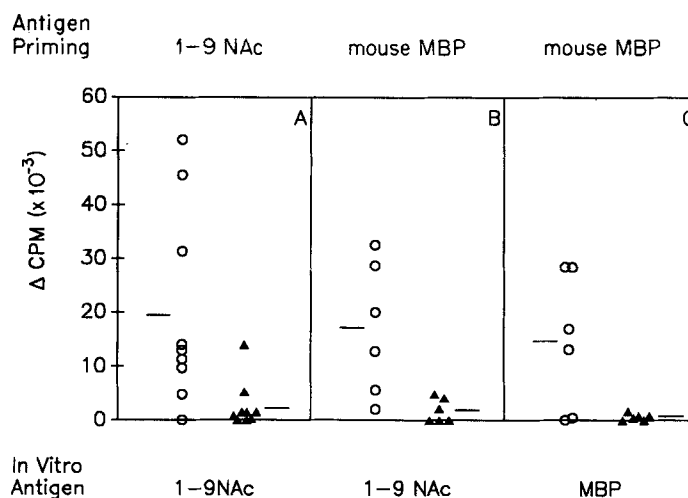 Antigen
Priming
1-9 NAc
mouse MBP
mouse MBP
60
50
40
30
20
10
0
Δ CPM (x 10⁻³)
A
B
In Vitro
Antigen
1-9NAc
1-9 NAc
MBP